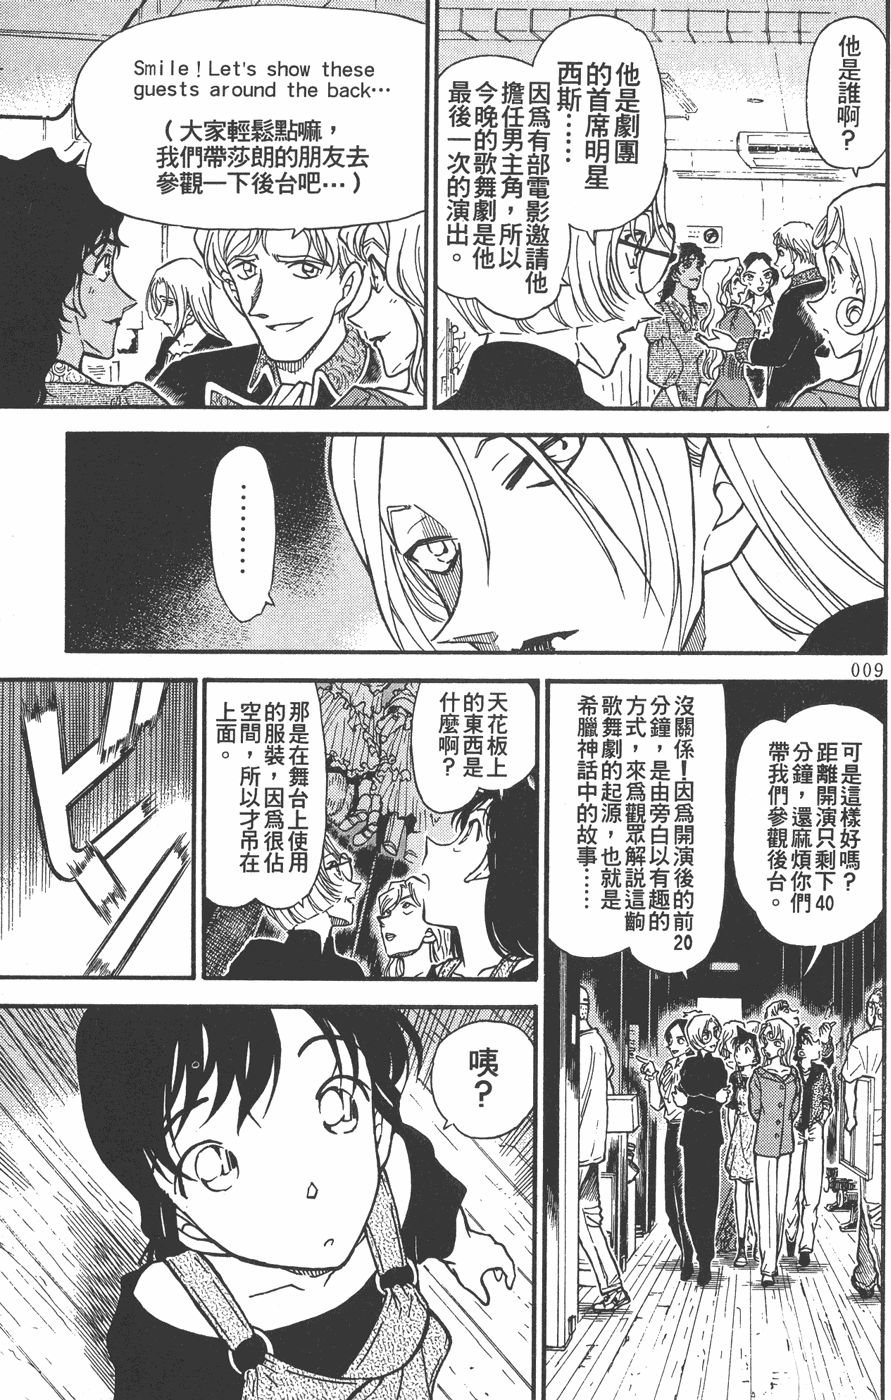 他是誰啊?
他是劇團
的首席明星
西斯……
因爲有部電影邀請他
擔任男主角，所以
今晚的歌舞劇是他
最後一次的演出。
Smile! Let's show these
guests around the back…
(大家輕鬆點嘛，
我們帶莎朗的朋友去
參觀一下後台吧…)
………
009
可是這樣好嗎?
距離開演只剩下40
分鐘，還麻煩你們
帶我們參觀後台。
沒關係!因爲開演後的前20
分鐘，是由旁白以有趣的
方式，來爲觀眾解說這齣
歌舞劇的起源，也就是
希臘神話中的故事……
天花板上
的東西是
什麼啊?
那是在舞台上使用
的服裝，因爲很佔
空間，所以才吊在
上面。
咦?